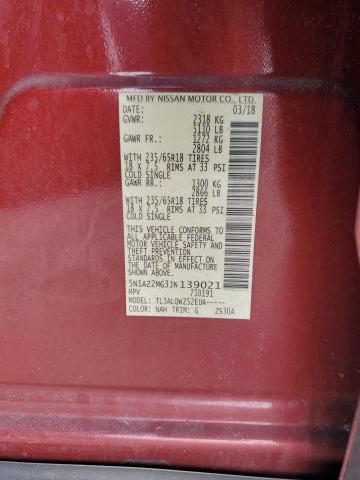 MFD BY NISSAN MOTOR CO., LTD.
DATE: 03/18
GVWR: 2318 KG
5110 LB
GAWR FR.: 1272 KG
2804 LB
WITH 235/65R18 TIRES
18 X 7.5 RIMS AT 33 PSI
COLD SINGLE
GAWR RR.: 1300 KG
2866 LB
WITH 235/65R18 TIRES
18 X 7.5 RIMS AT 33 PSI
COLD SINGLE
THIS VEHICLE CONFORMS TO ALL
APPLICABLE U.S. FEDERAL
MOTOR VEHICLE SAFETY
STANDARDS IN EFFECT ON THE
DATE OF MANUFACTURE
SHOWN ABOVE.
5N1AZ2MG3JN139021
MPV 710191
MODEL: TLJALQWZ52EUA-----
COLOR: NAH TRIM: G ZS30A